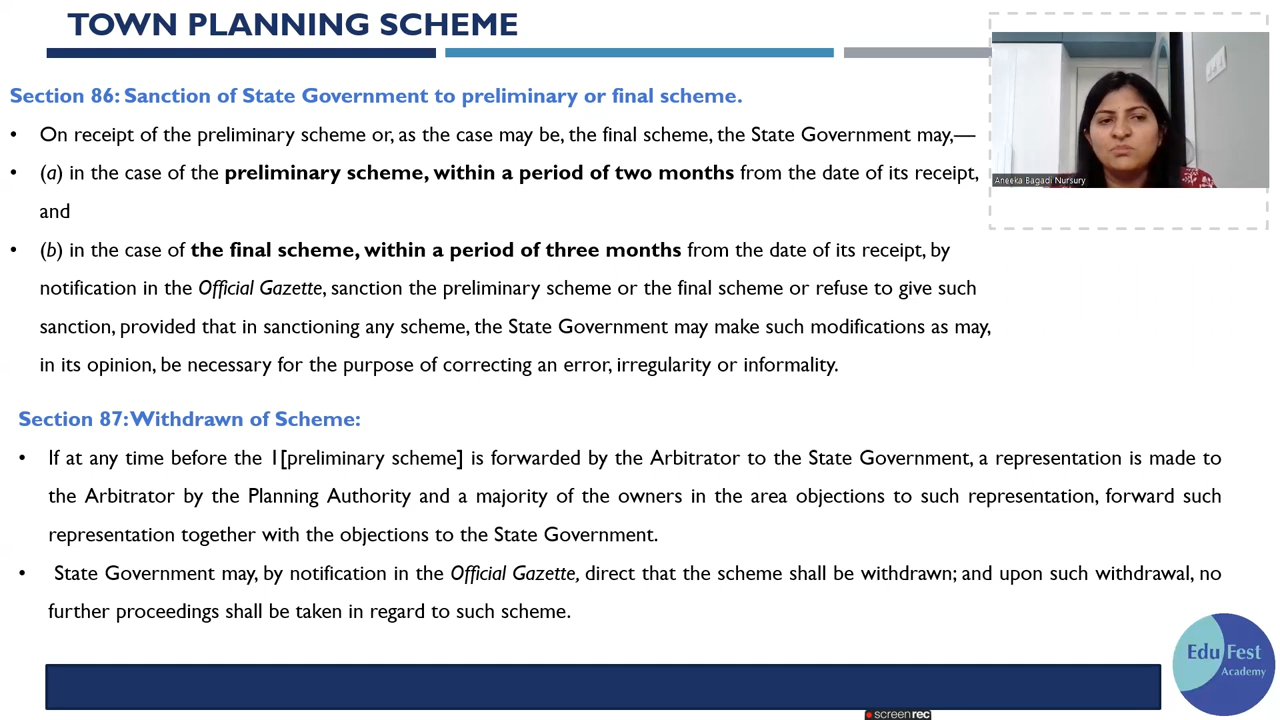 TOWN PLANNING SCHEME
Section 86: Sanction of State Government to preliminary or final scheme.
• On receipt of the preliminary scheme or, as the case may be, the final scheme, the State Government may,—
• (a) in the case of the preliminary scheme, within a period of two months from the date of its receipt,
and
• (b) in the case of the final scheme, within a period of three months from the date of its receipt, by
notification in the Official Gazette, sanction the preliminary scheme or the final scheme or refuse to give such
sanction, provided that in sanctioning any scheme, the State Government may make such modifications as may,
in its opinion, be necessary for the purpose of correcting an error, irregularity or informality.
Aneeka Bagadi Nursury
Section 87: Withdrawn of Scheme:
• If at any time before the 1[preliminary scheme] is forwarded by the Arbitrator to the State Government, a representation is made to
the Arbitrator by the Planning Authority and a majority of the owners in the area objections to such representation, forward such
representation together with the objections to the State Government.
• State Government may, by notification in the Official Gazette, direct that the scheme shall be withdrawn; and upon such withdrawal, no
further proceedings shall be taken in regard to such scheme.
Edu Fest
Academy
screenrec